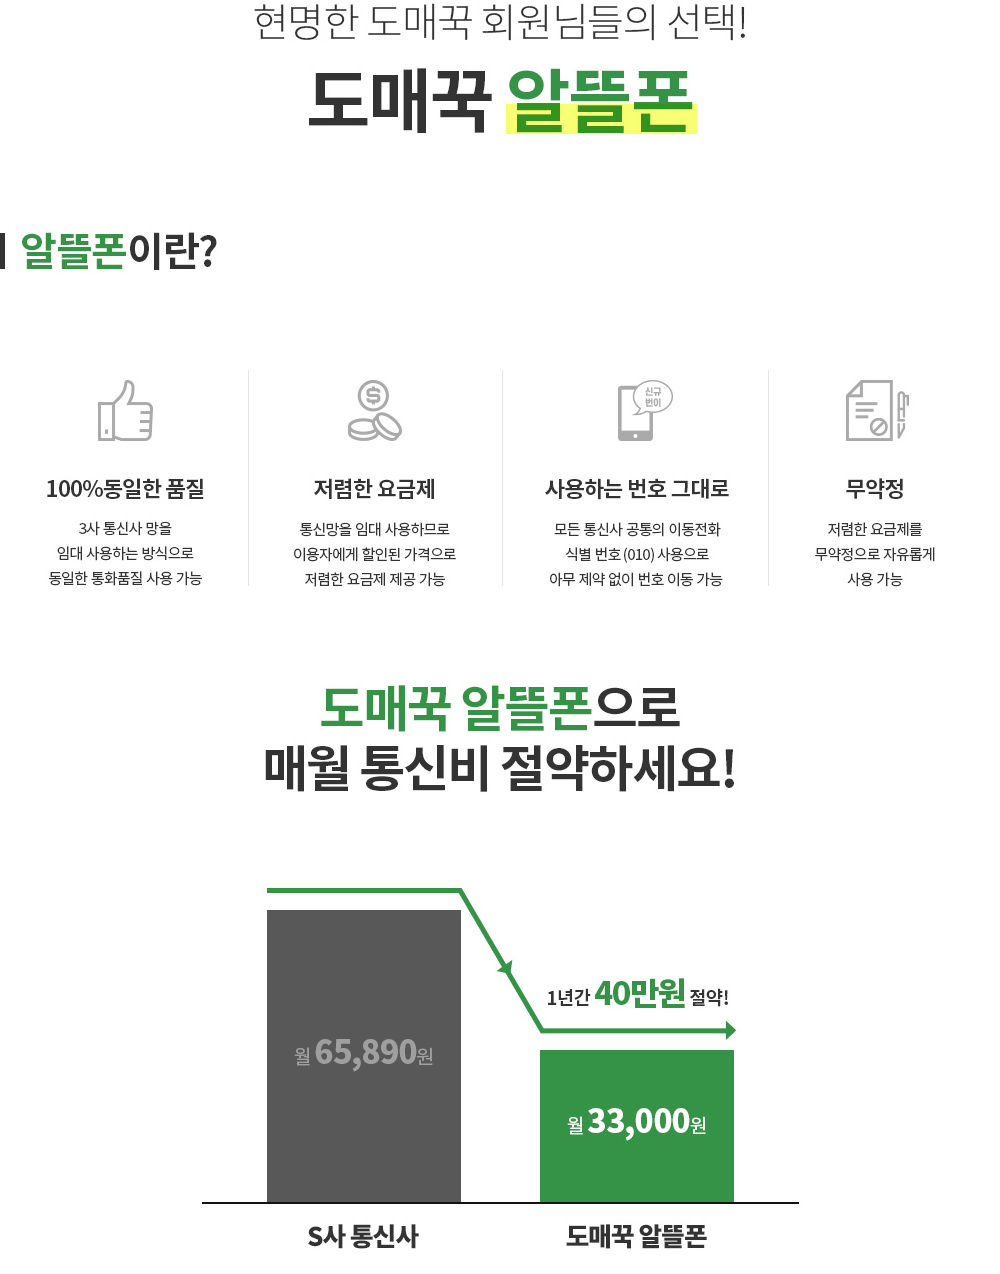 현명한 도매꾹 회원님들의 선택!
도매꾹 알뜰폰
알뜰폰이란?
신규
번이
100%동일한 품질
3사 통신사 망을
임대 사용하는 방식으로
동일한 통화품질 사용 가능
저렴한 요금제
통신망을 임대 사용하므로
이용자에게 할인된 가격으로
저렴한 요금제 제공 가능
사용하는 번호 그대로
모든 통신사 공통의 이동전화
식별 번호 (010) 사용으로
아무 제약 없이 번호 이동 가능
무약정
저렴한 요금제를
무약정으로 자유롭게
사용 가능
도매꾹 알뜰폰으로
매월 통신비 절약하세요!
1년간 40만원 절약!
월 65,890원
월 33,000원
S사 통신사
도매꾹 알뜰폰